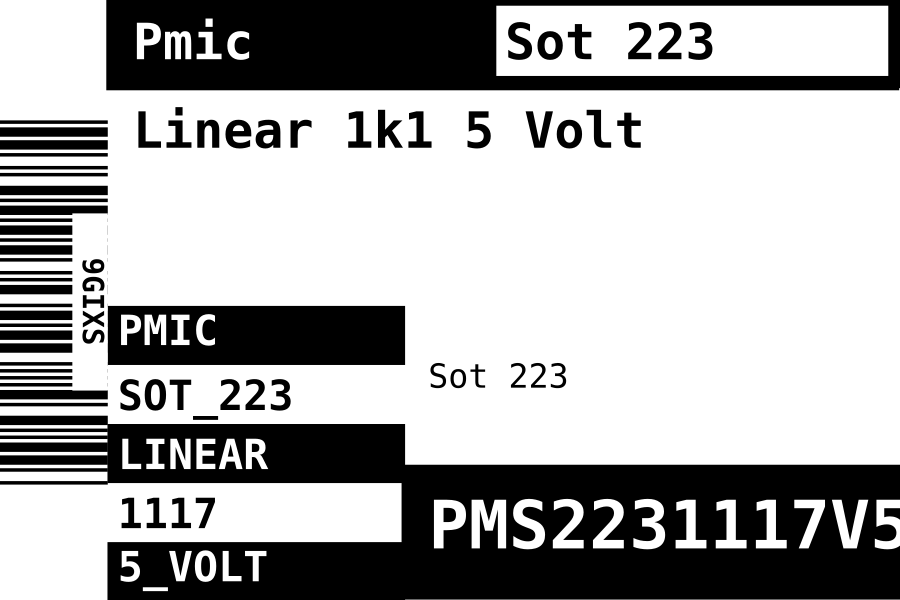 Pmic
Sot 223
Linear 1k1 5 Volt
9GIXS
PMIC
SOT_223
Sot 223
LINEAR
1117
PMS2231117V5
5_VOLT